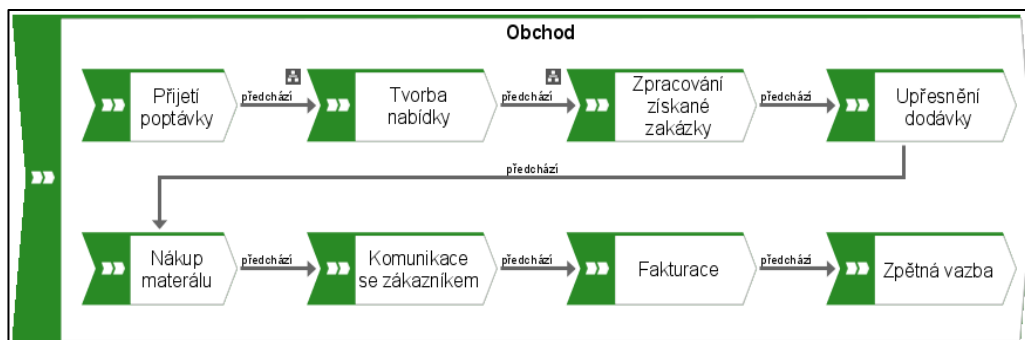 Obchod
Přijetí
poptávky
předchází
Tvorba
nabídky
předchází
Zpracování
získané
zakázky
předchází
Upřesnění
dodávky
předchází
Nákup
materálu
předchází
Komunikace
se zákazníkem
předchází
Fakturace
předchází
Zpětná vazba